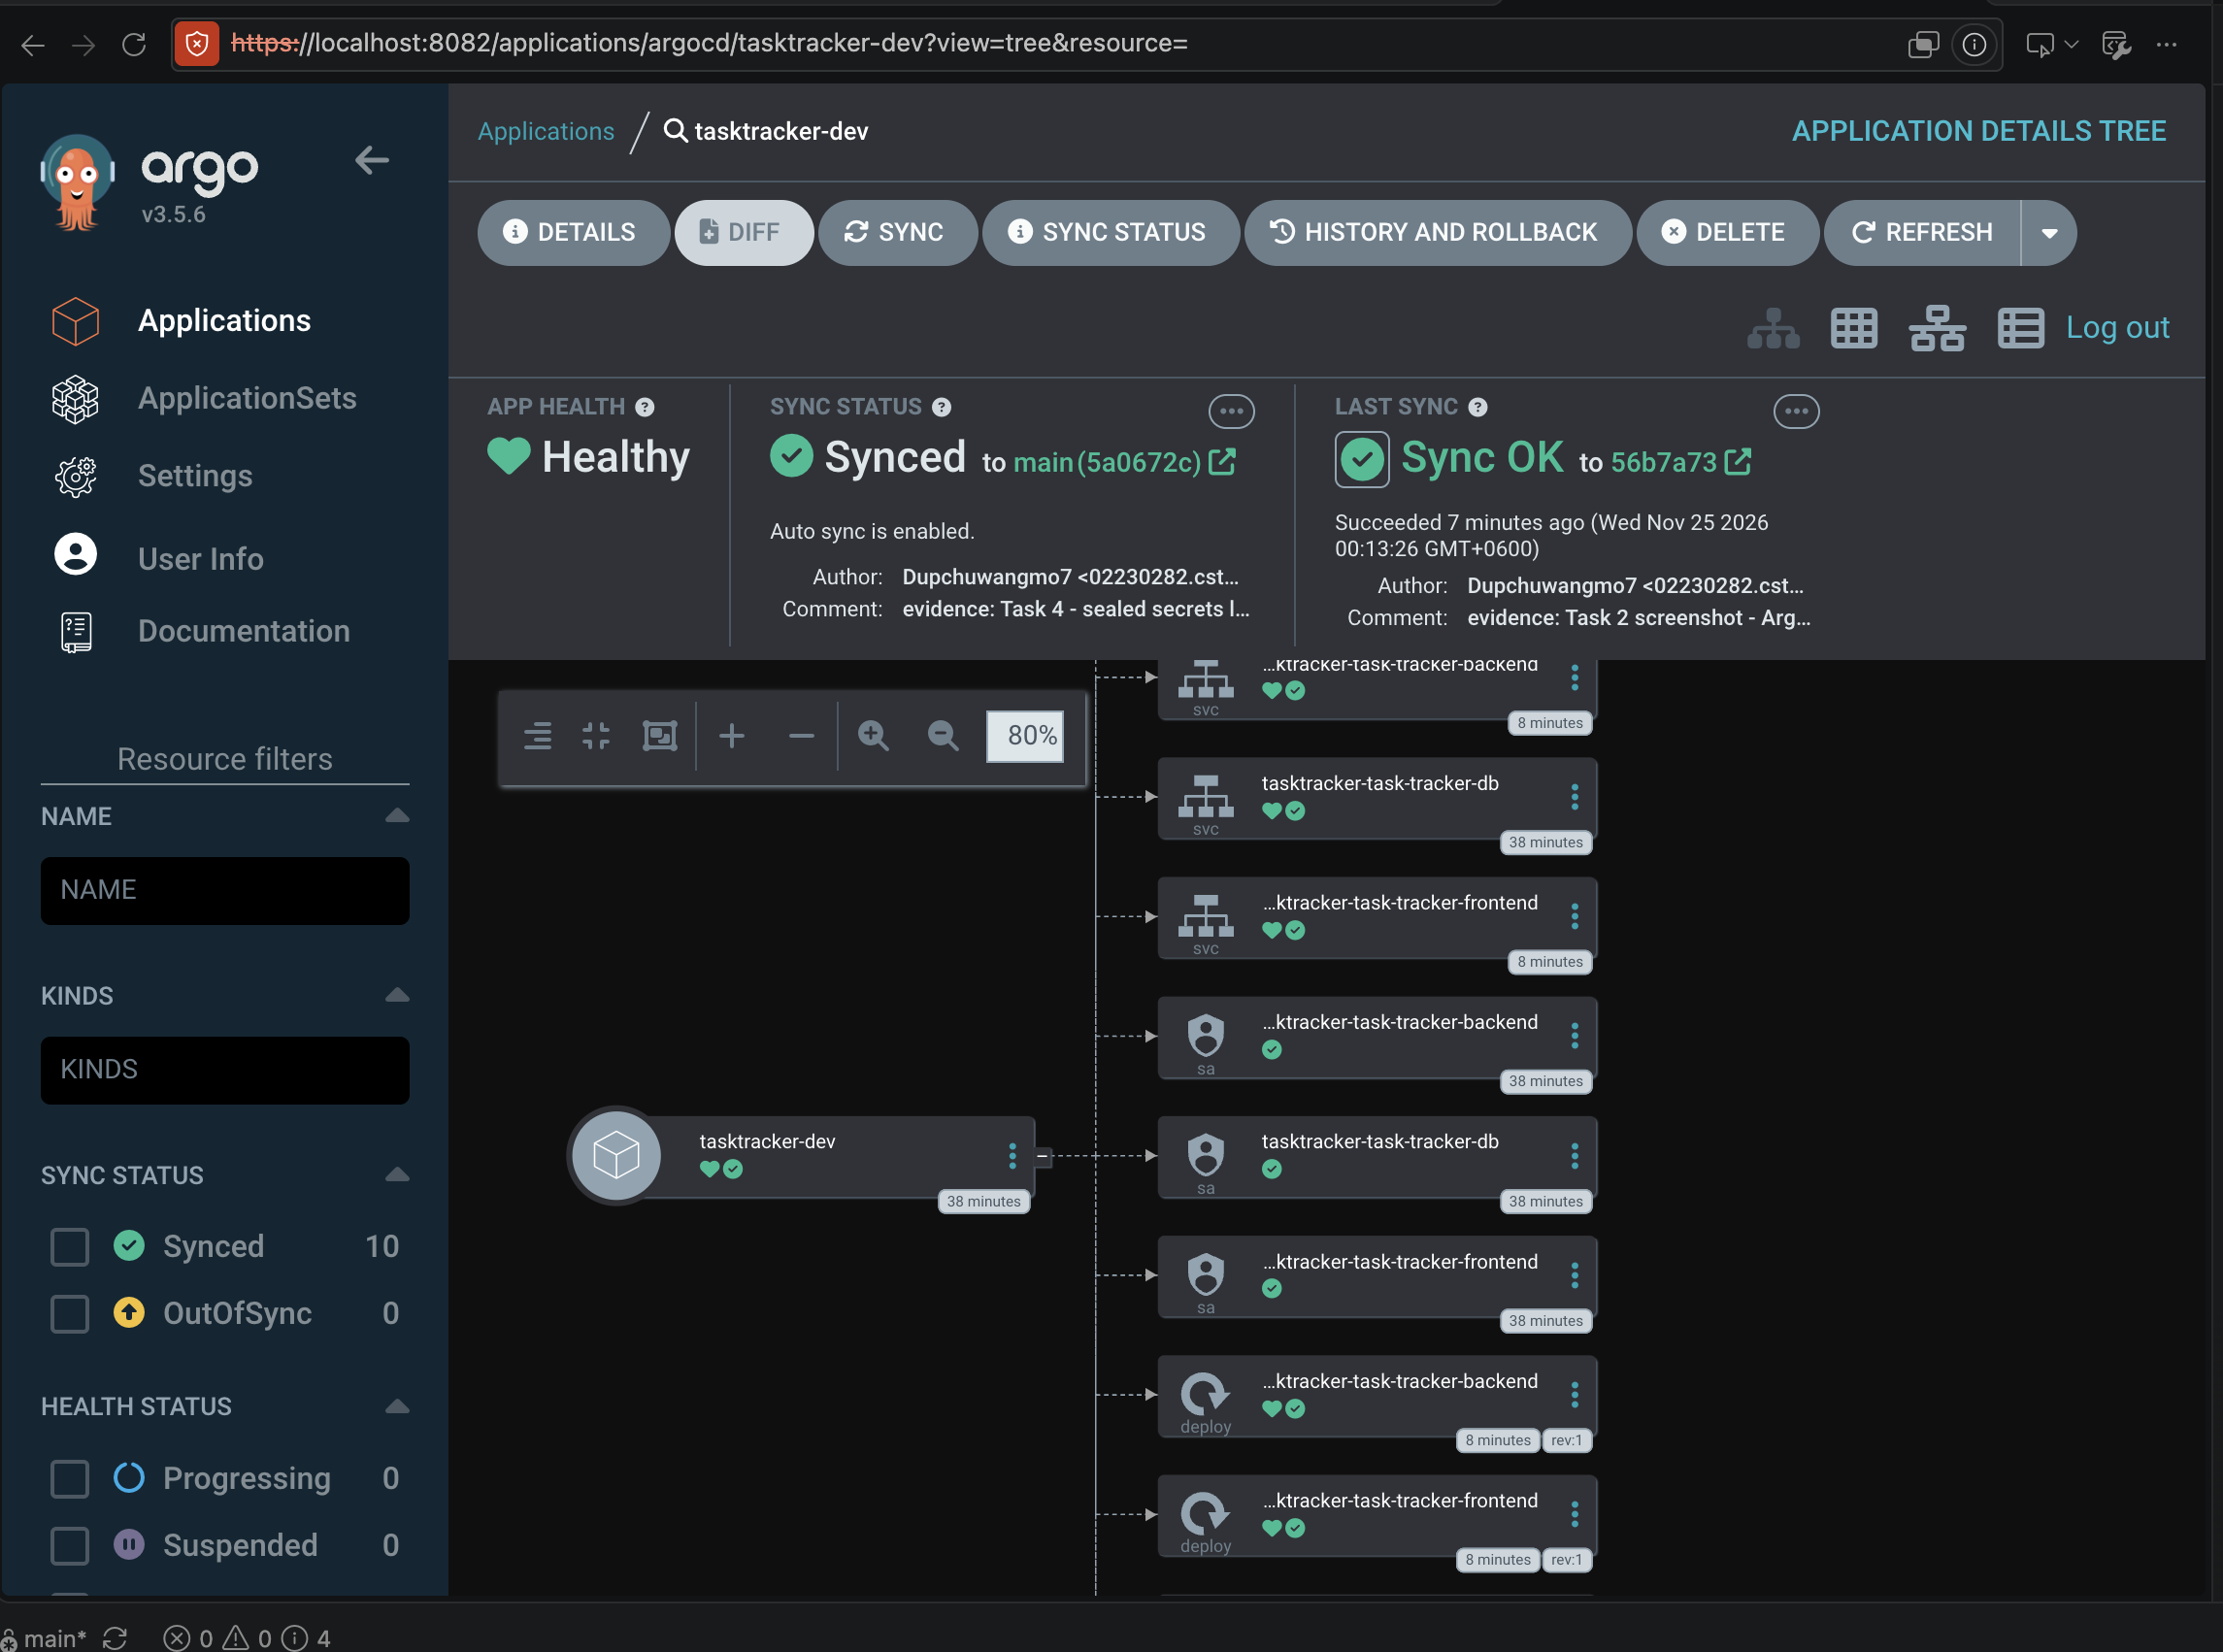 https://localhost:8082/applications/argocd/tasktracker-dev?view=tree&resource=
argo
v3.5.6
Applications
ApplicationSets
Settings
User Info
Documentation
Resource filters
NAME
NAME
KINDS
KINDS
SYNC STATUS
Synced 10
OutOfSync 0
HEALTH STATUS
Progressing 0
Suspended 0
Applications / tasktracker-dev
APPLICATION DETAILS TREE
DETAILS
DIFF
SYNC
SYNC STATUS
HISTORY AND ROLLBACK
DELETE
REFRESH
Log out
APP HEALTH
Healthy
SYNC STATUS
Synced to main (5a0672c)
Auto sync is enabled.
Author: Dupchuwangmo7 <02230282.cst...
Comment: evidence: Task 4 - sealed secrets l...
LAST SYNC
Sync OK to 56b7a73
Succeeded 7 minutes ago (Wed Nov 25 2026
00:13:26 GMT+0600)
Author: Dupchuwangmo7 <02230282.cst...
Comment: evidence: Task 2 screenshot - Arg...
80%
tasktracker-dev
38 minutes
...ktracker-task-tracker-backend
svc
8 minutes
tasktracker-task-tracker-db
svc
38 minutes
...ktracker-task-tracker-frontend
svc
8 minutes
...ktracker-task-tracker-backend
sa
38 minutes
tasktracker-task-tracker-db
sa
38 minutes
...ktracker-task-tracker-frontend
sa
38 minutes
...ktracker-task-tracker-backend
deploy
8 minutes rev:1
...ktracker-task-tracker-frontend
deploy
8 minutes rev:1
main* 0 0 4